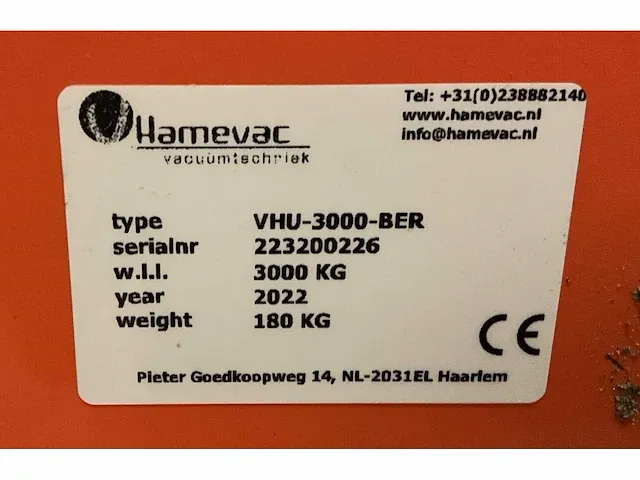 Hamevac
vacuümtechniek
Tel: +31(0)238882140
www.hamevac.nl
info@hamevac.nl
type VHU-3000-BER
serialnr 223200226
w.l.l. 3000 KG
year 2022
weight 180 KG
CE
Pieter Goedkoopweg 14, NL-2031EL Haarlem